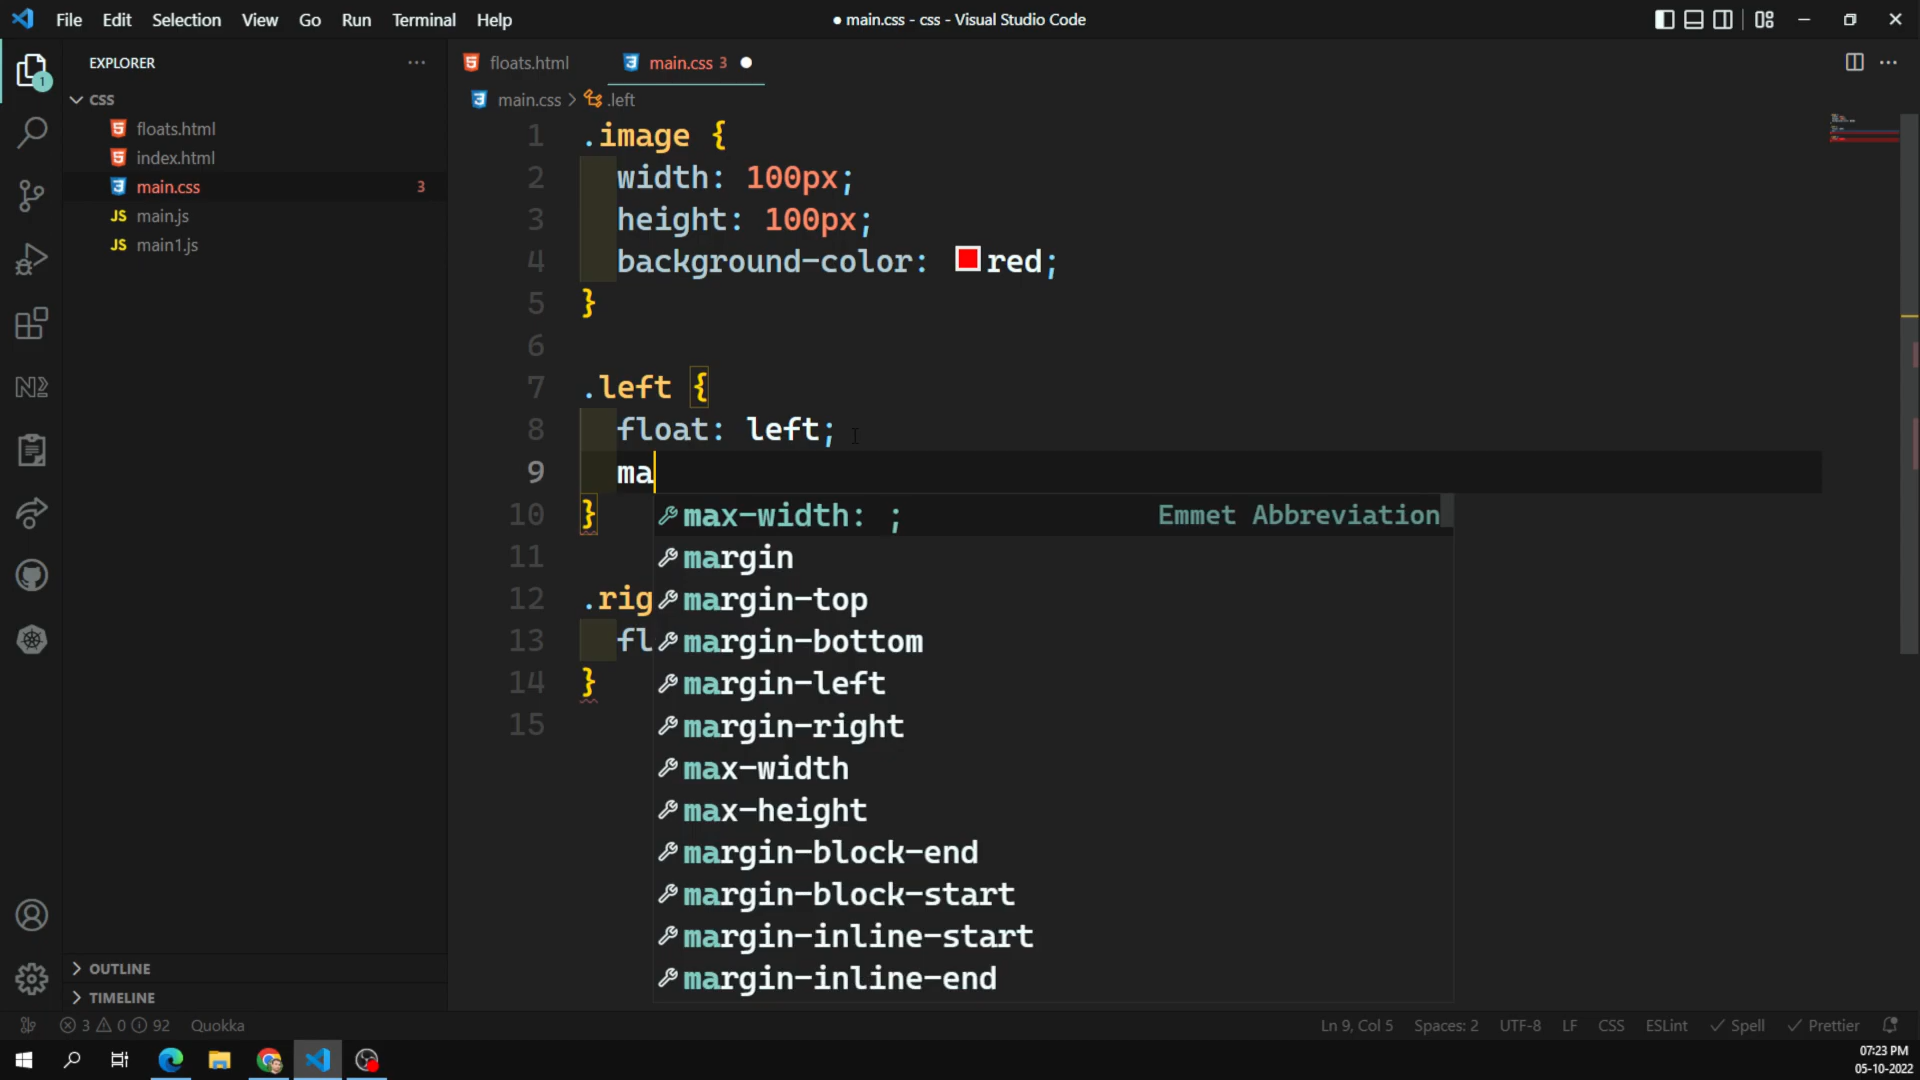 File Edit Selection View Go Run Terminal Help
● main.css - css - Visual Studio Code
EXPLORER
1
CSS
floats.html
index.html
main.css 3
JS main.js
JS main1.js
OUTLINE
TIMELINE
floats.html
main.css 3
main.css > .left
1 .image {
2 width: 100px;
3 height: 100px;
4 background-color: red;
5 }
6
7 .left {
8 float: left;
9 ma
10 }
11
12 .rig
13 fl
14 }
15
max-width: ; Emmet Abbreviation
margin
margin-top
margin-bottom
margin-left
margin-right
max-width
max-height
margin-block-end
margin-block-start
margin-inline-start
margin-inline-end
3 0 92 Quokka
Ln 9, Col 5 Spaces: 2 UTF-8 LF CSS ESLint Spell Prettier
07:23 PM
05-10-2022